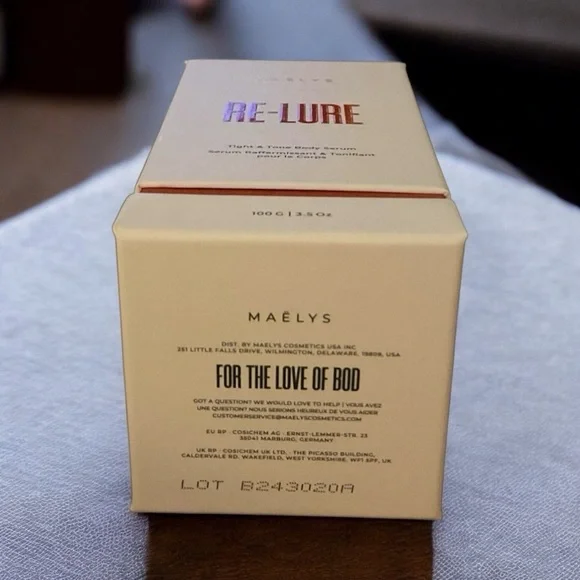 MAËLYS
RE-LURE
Tight & Tone Body Serum
Sérum Raffermissant & Tonifiant
pour le Corps
100 G | 3.5 Oz
MAËLYS
DIST. BY MAËLYS COSMETICS USA INC
251 LITTLE FALLS DRIVE, WILMINGTON, DELAWARE, 19808, USA
FOR THE LOVE OF BOD
GOT A QUESTION? WE WOULD LOVE TO HELP | VOUS AVEZ
UNE QUESTION? NOUS SERIONS HEUREUX DE VOUS AIDER
CUSTOMERSERVICE@MAELYSCOSMETICS.COM
EU RP · COSICHEM AG · ERNST-LEMMER-STR. 23
35041 MARBURG, GERMANY
UK RP · COSICHEM UK LTD, · THE PICASSO BUILDING,
CALDERVALE RD. WAKEFIELD, WEST YORKSHIRE, WF1 5PF, UK
LOT B243020A